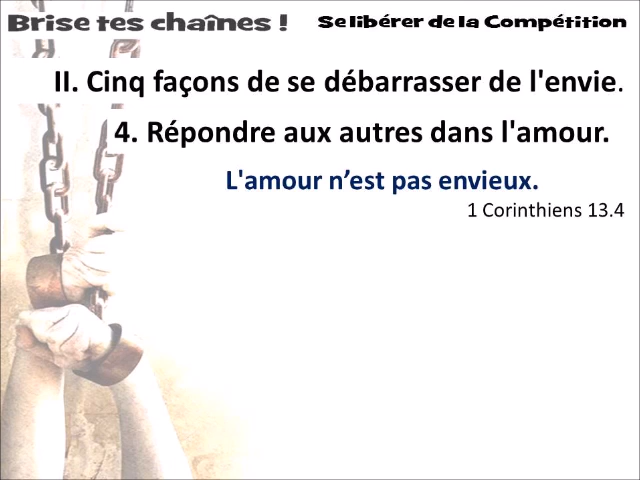 Brise tes chaînes ! Se libérer de la Compétition
II. Cinq façons de se débarrasser de l'envie.
4. Répondre aux autres dans l'amour.
L'amour n’est pas envieux.
1 Corinthiens 13.4